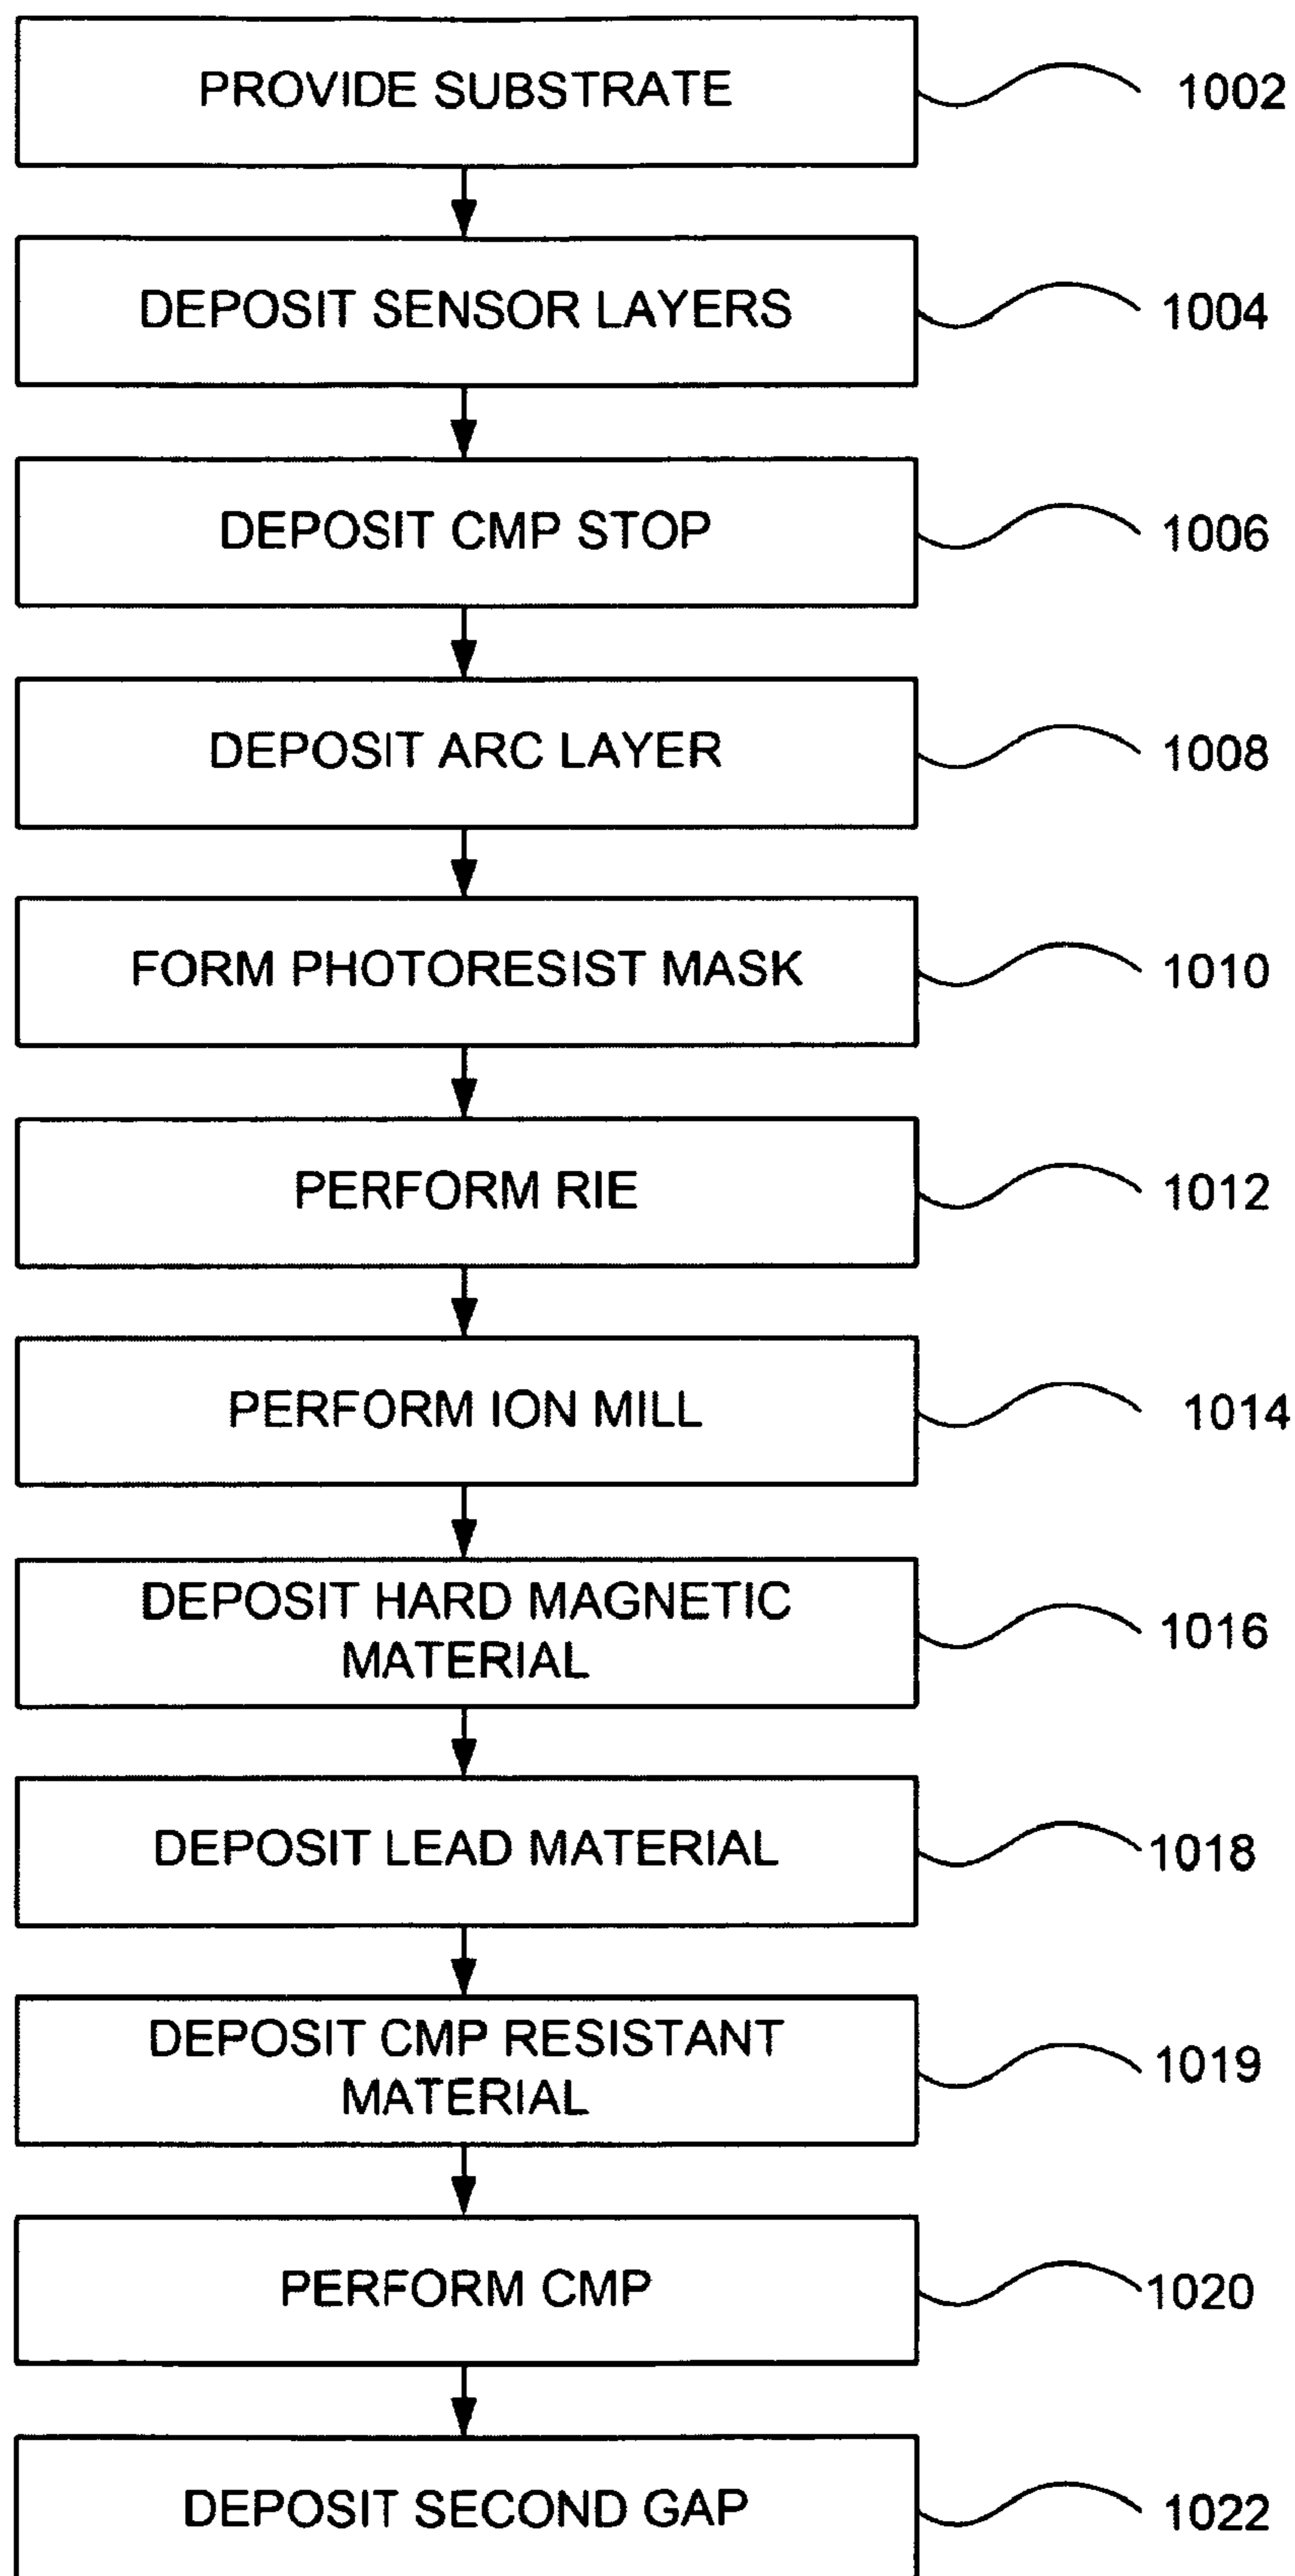 PROVIDE SUBSTRATE
1002
DEPOSIT SENSOR LAYERS
1004
DEPOSIT CMP STOP
1006
DEPOSIT ARC LAYER
1008
FORM PHOTORESIST MASK
1010
PERFORM RIE
1012
PERFORM ION MILL
1014
DEPOSIT HARD MAGNETIC
MATERIAL
1016
DEPOSIT LEAD MATERIAL
1018
DEPOSIT CMP RESISTANT
MATERIAL
1019
PERFORM CMP
1020
DEPOSIT SECOND GAP
1022